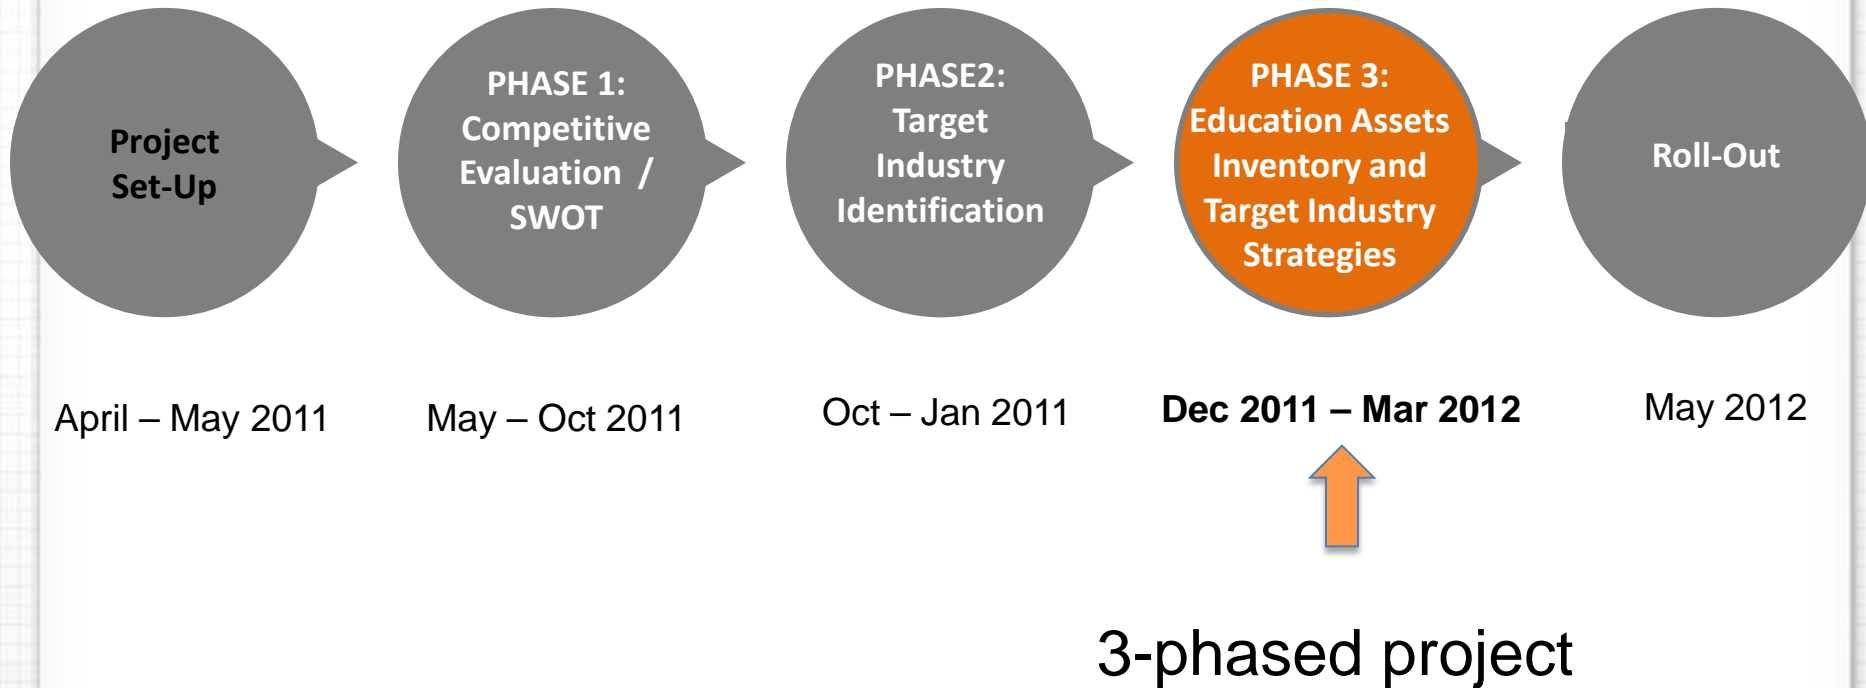 Project
Set-Up
PHASE 1:
Competitive
Evaluation /
SWOT
PHASE2:
Target
Industry
Identification
PHASE 3:
Education Assets
Inventory and
Target Industry
Strategies
Roll-Out
April – May 2011
May – Oct 2011
Oct – Jan 2011
Dec 2011 – Mar 2012
May 2012
3-phased project